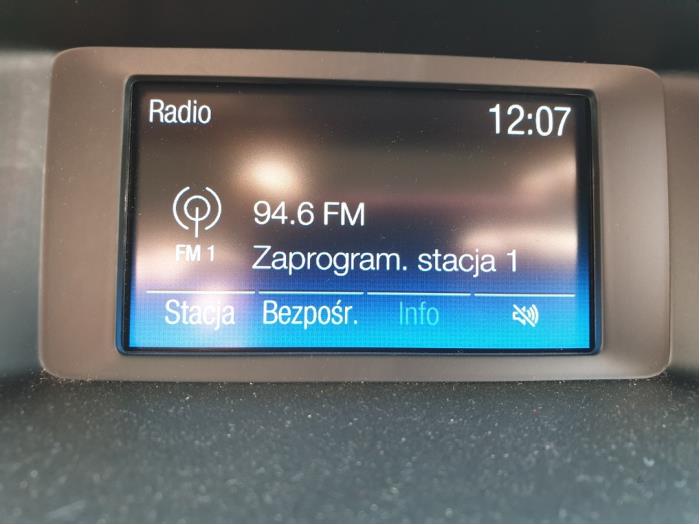 Radio 12:07
94.6 FM
FM 1
Zaprogram. stacja 1
Stacja Bezpośr. Info